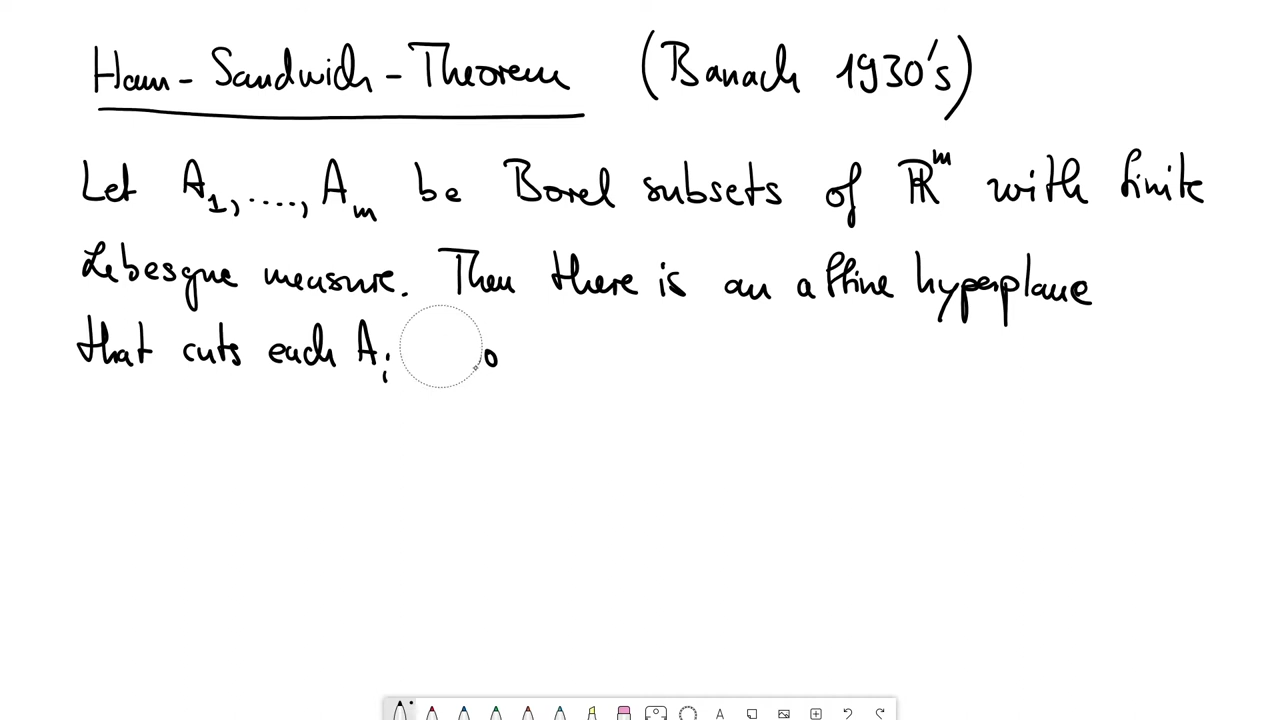 Ham-Sandwich-Theorem (Banach 1930's)
Let A₁,....,Aₘ be Borel subsets of ℝᵐ with finite
Lebesgue measure. Then there is an affine hyperplane
that cuts each Aᵢ